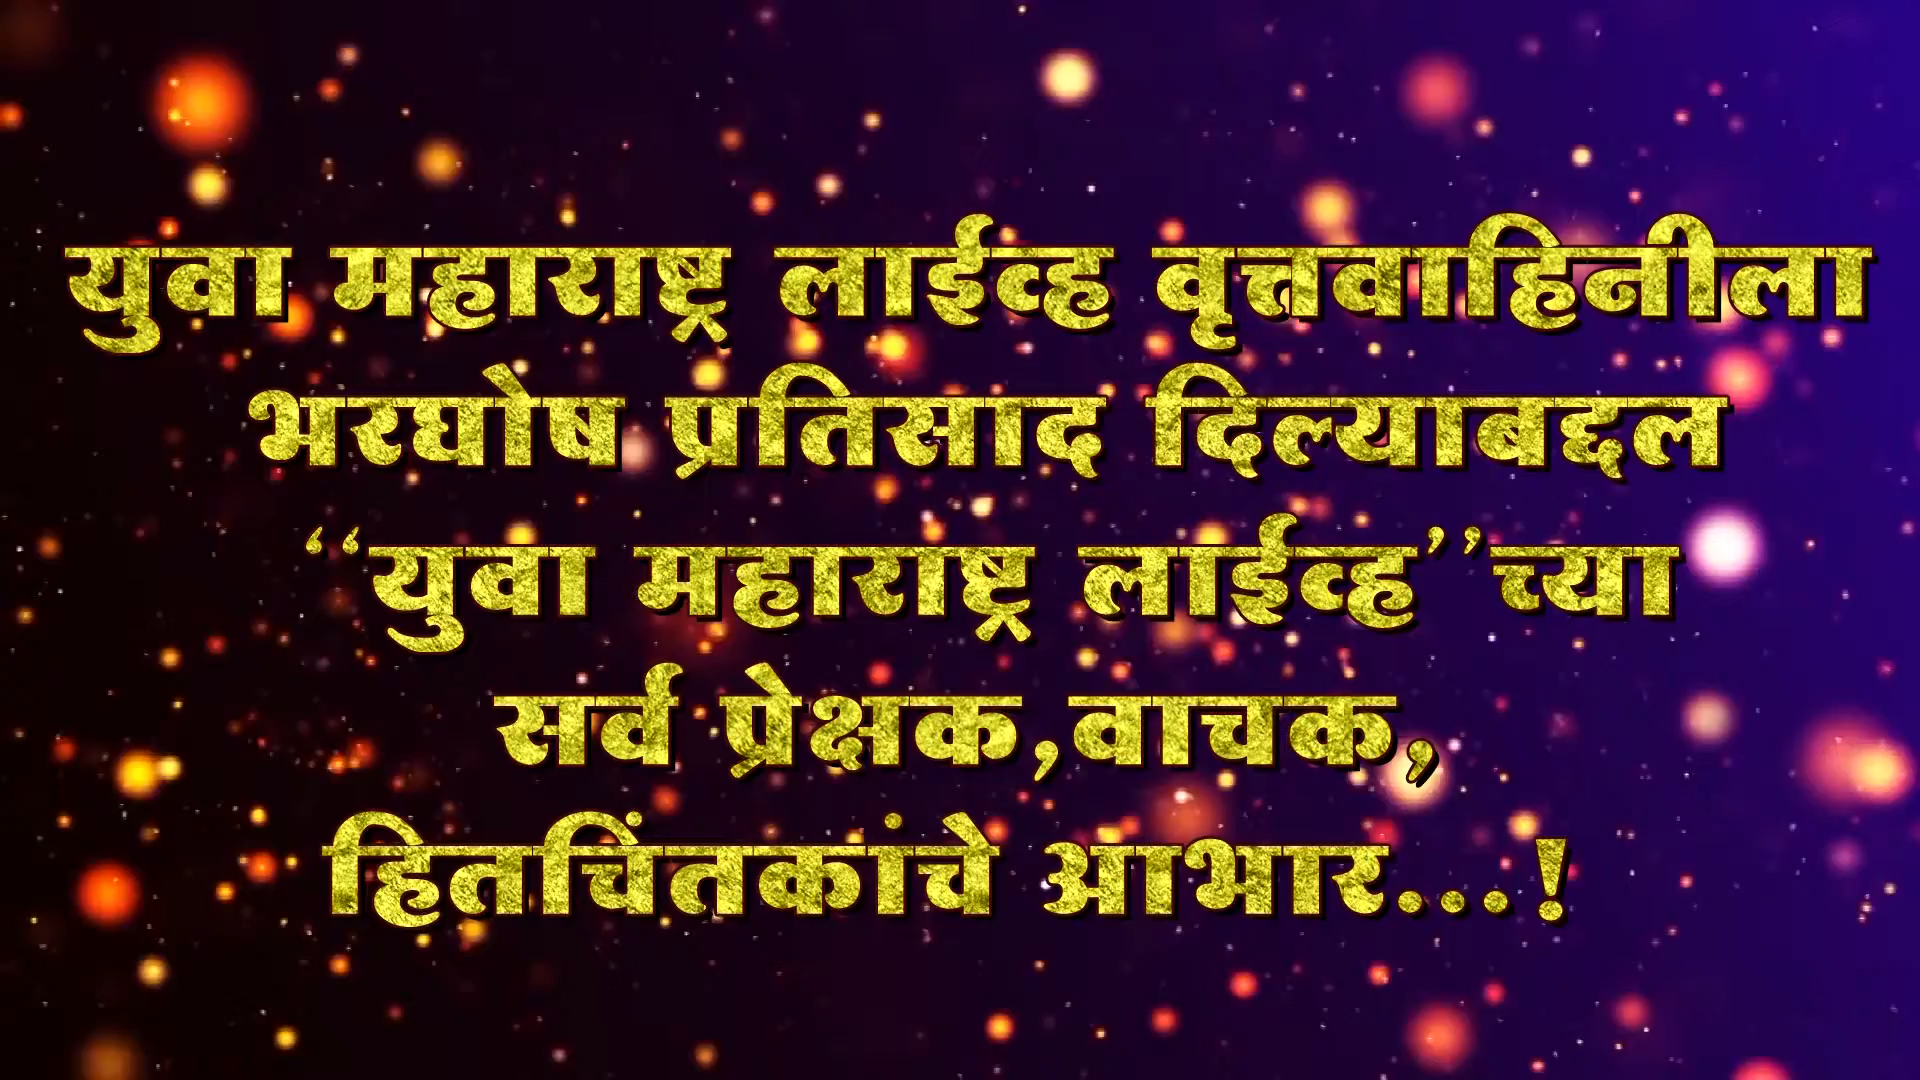 युवा महाराष्ट्र लाईव्ह वृत्तवाहिनीला
भरघोष प्रतिसाद दिल्याबद्दल
“युवा महाराष्ट्र लाईव्ह”च्या
सर्व प्रेक्षक,वाचक,
हितचिंतकांचे आभार...!